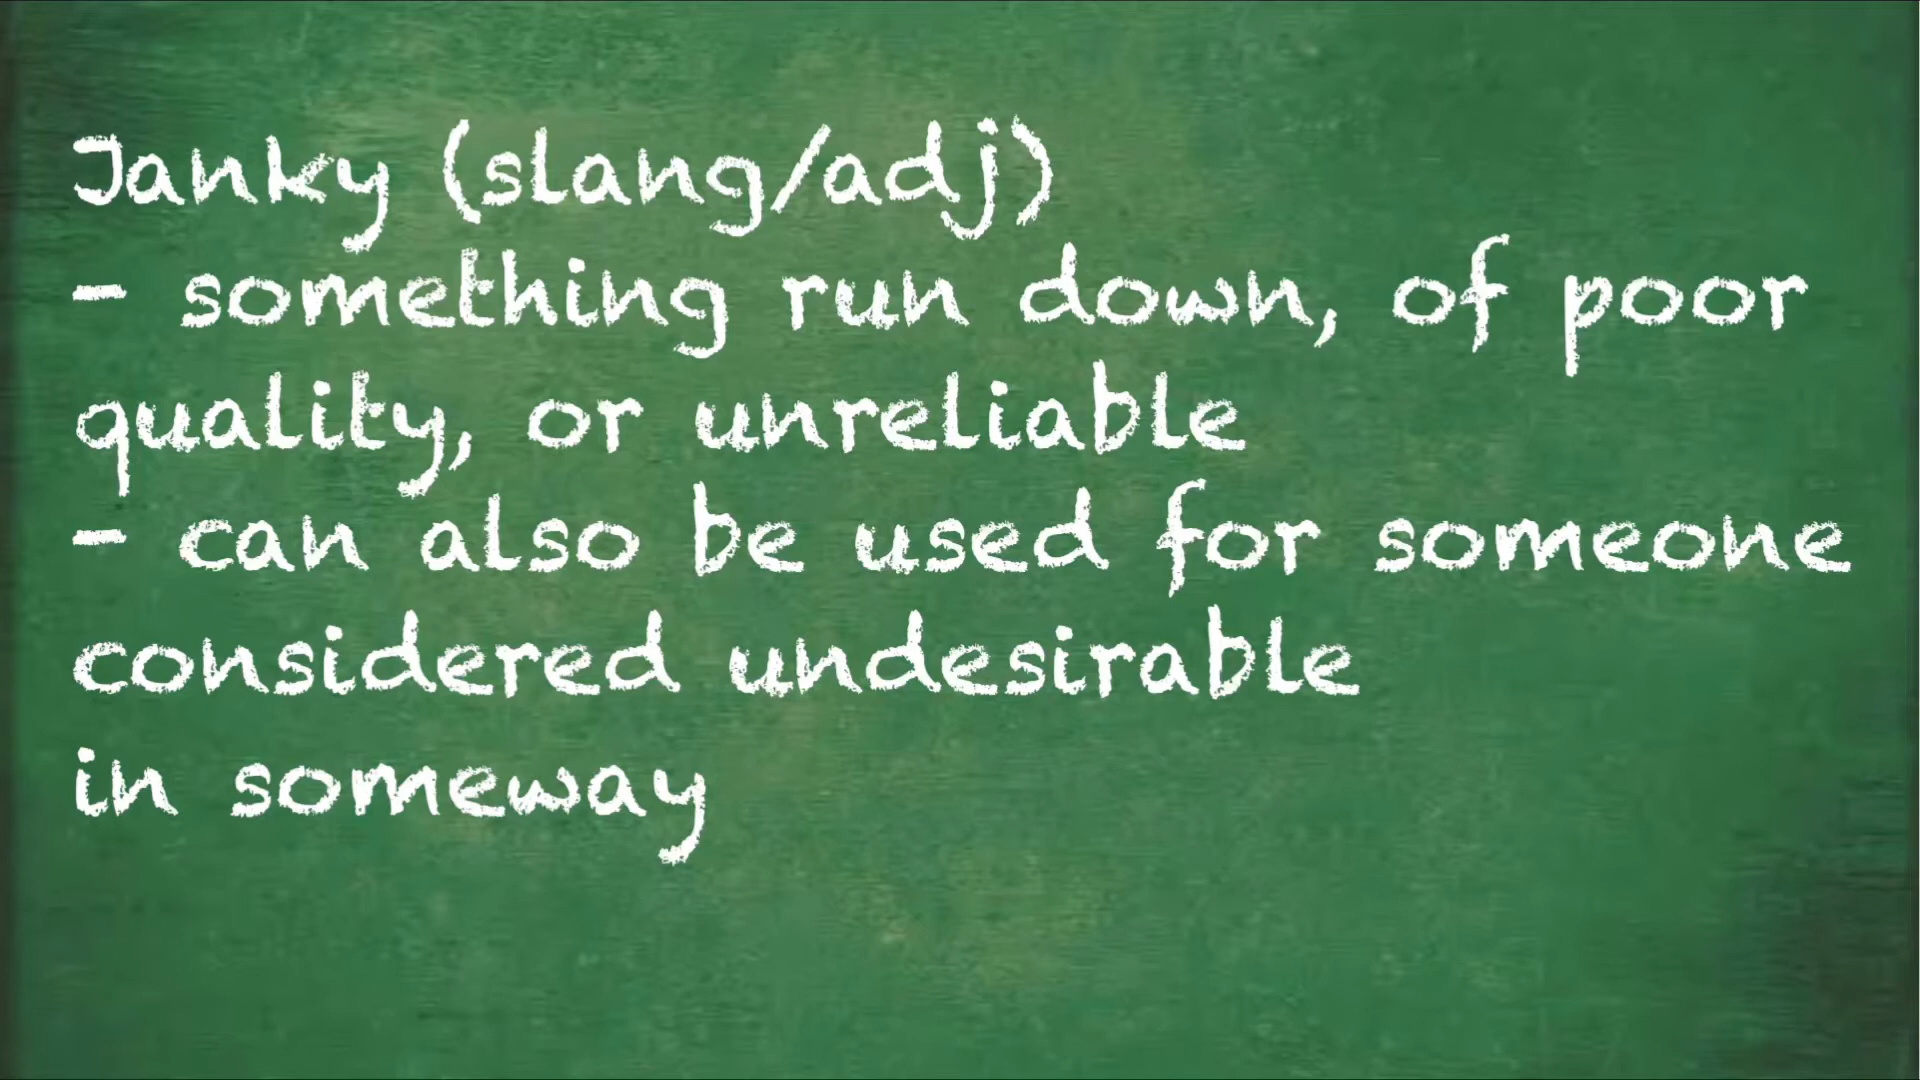 Janky (slang/adj)
- something run down, of poor
quality, or unreliable
- can also be used for someone
considered undesirable
in someway